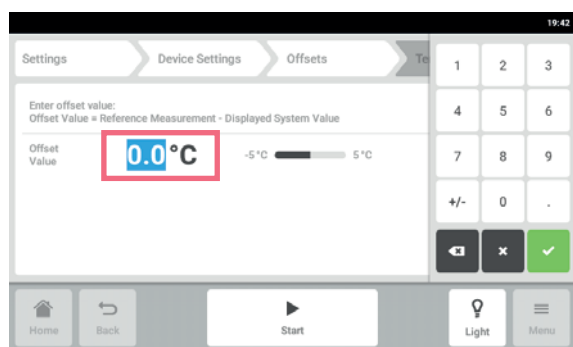 19:42
Settings
Device Settings
Offsets
Te
Enter offset value:
Offset Value = Reference Measurement - Displayed System Value
Offset
Value
0.0 °C
-5 °C
5 °C
1 2 3
4 5 6
7 8 9
+/- 0 .
Home
Back
Start
Light
Menu